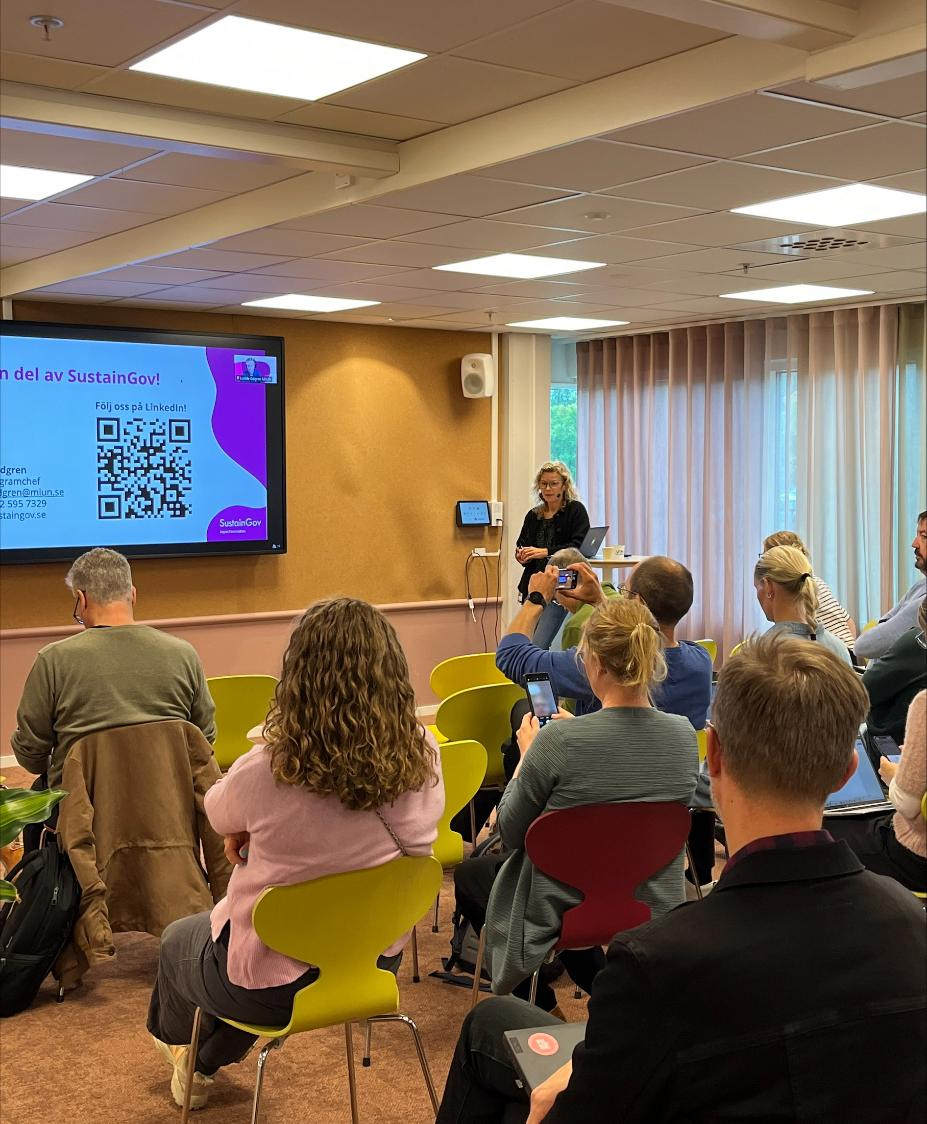 n del av SustainGov!
Följ oss på LinkedIn!
dgren
gramchef
dgren@miun.se
2 595 7329
staingov.se
SustainGov